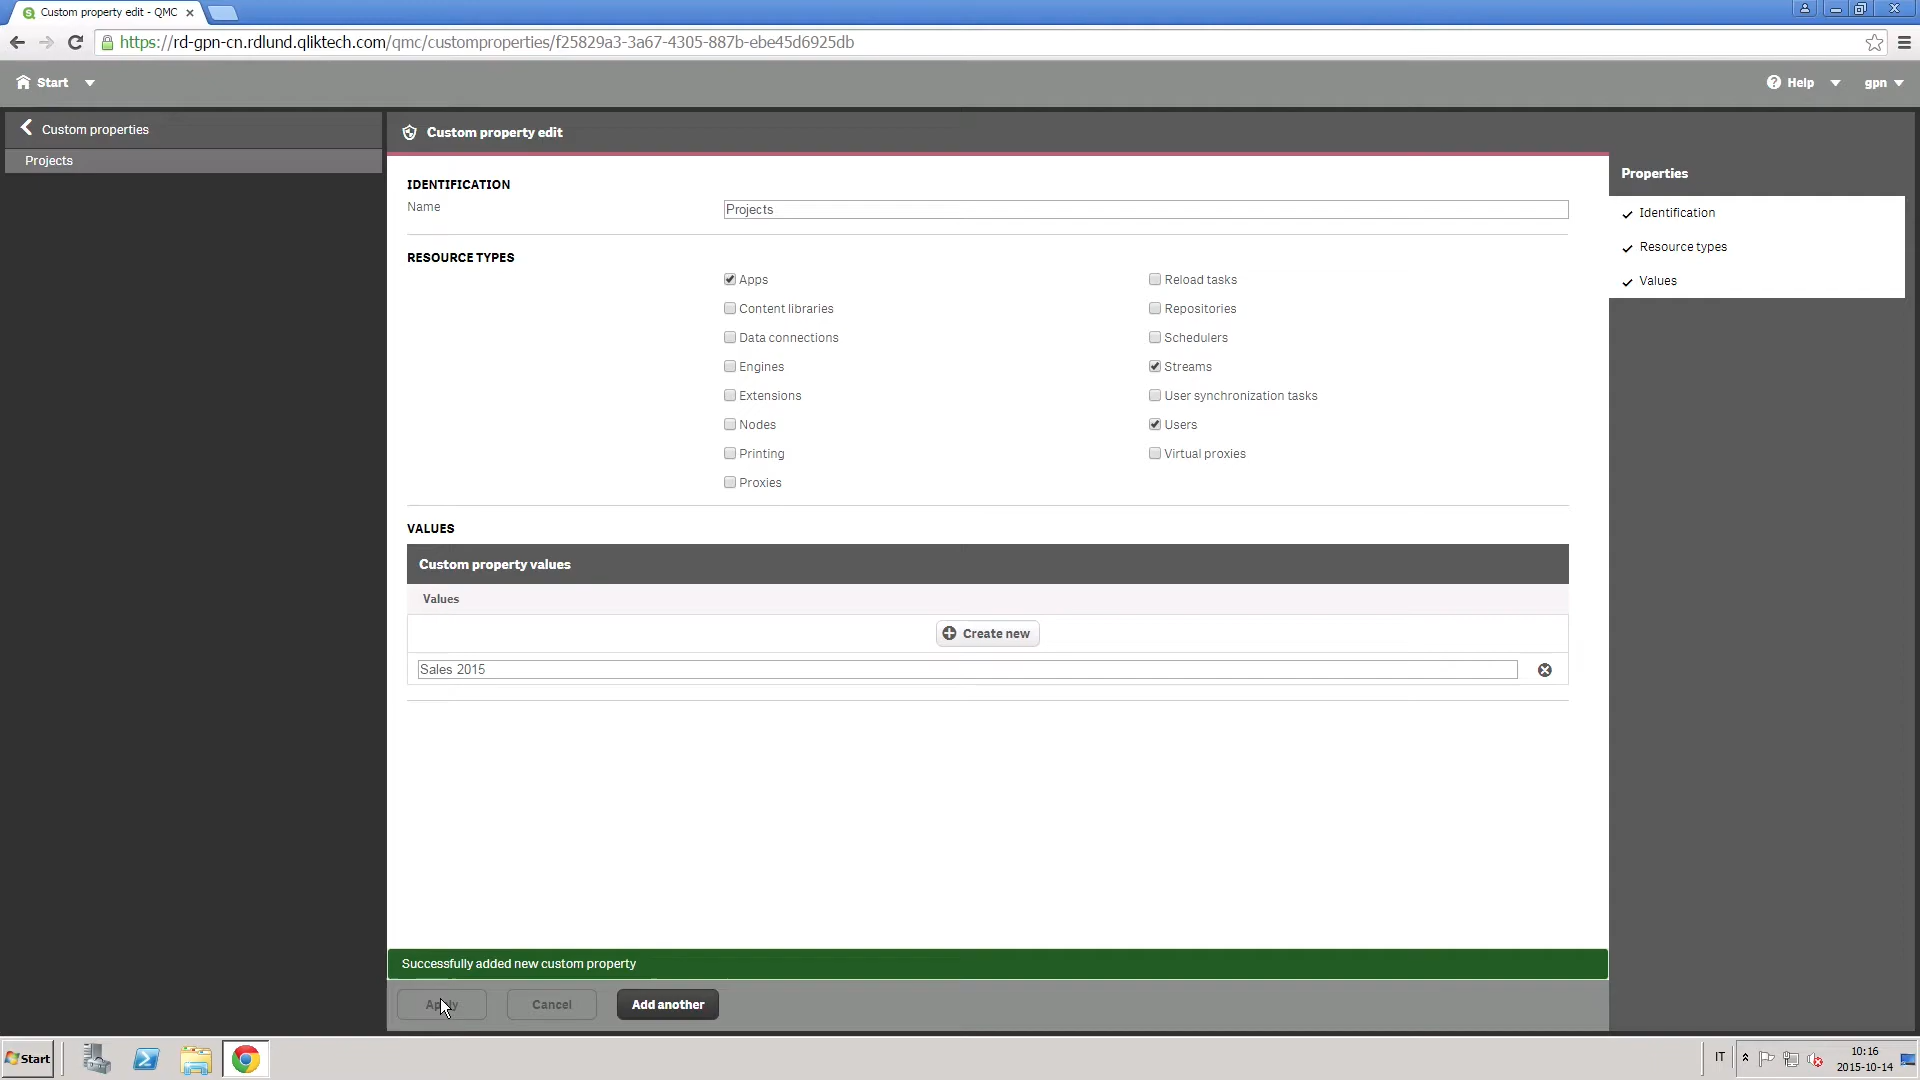 Custom property edit - QMC
https://rd-gpn-cn.rdlund.qliktech.com/qmc/customproperties/f25829a3-3a67-4305-887b-ebe45d6925db
Start
Help
gpn
Custom properties
Projects
Custom property edit
IDENTIFICATION
Name
Projects
RESOURCE TYPES
Apps
Content libraries
Data connections
Engines
Extensions
Nodes
Printing
Proxies
Reload tasks
Repositories
Schedulers
Streams
User synchronization tasks
Users
Virtual proxies
VALUES
Custom property values
Values
Create new
Sales 2015
Successfully added new custom property
Apply
Cancel
Add another
Properties
Identification
Resource types
Values
Start
IT
10:16
2015-10-14